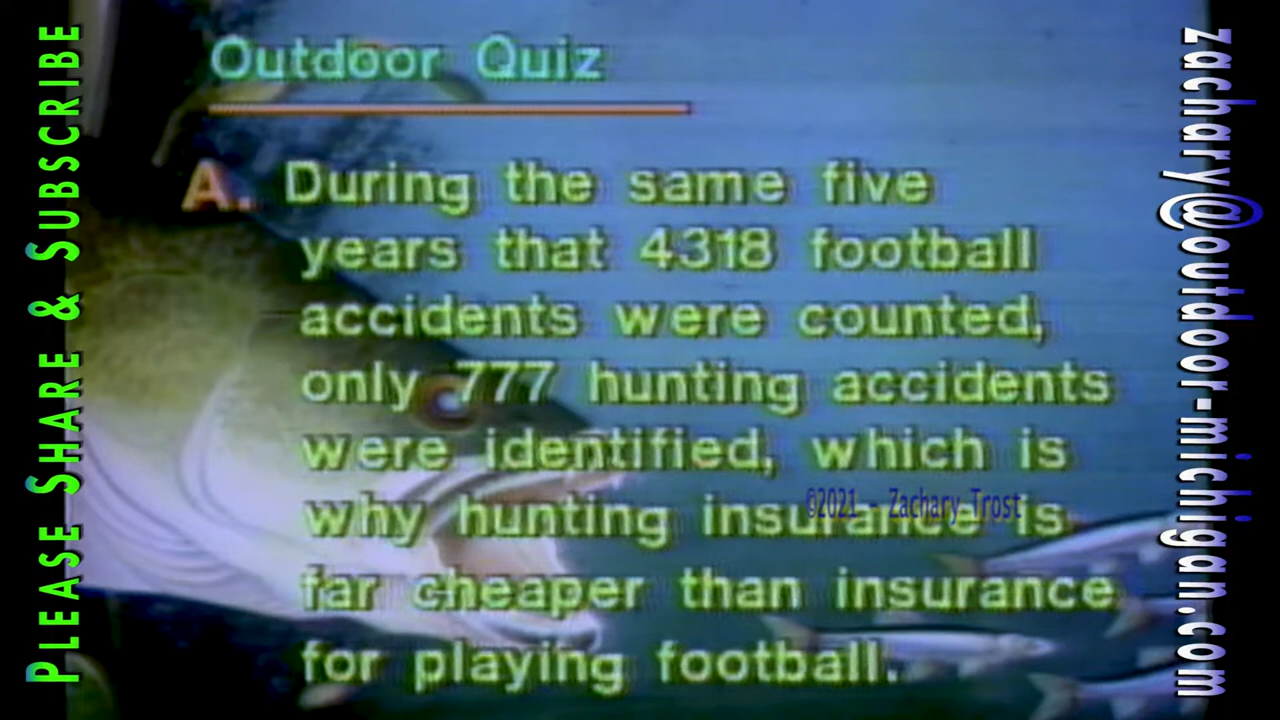 PLEASE SHARE & SUBSCRIBE
Outdoor Quiz
A. During the same five
years that 4318 football
accidents were counted,
only 777 hunting accidents
were identified, which is
why hunting insurance is
far cheaper than insurance
for playing football.
©2021 - Zachary Trost
zachary@outdoor-michigan.com